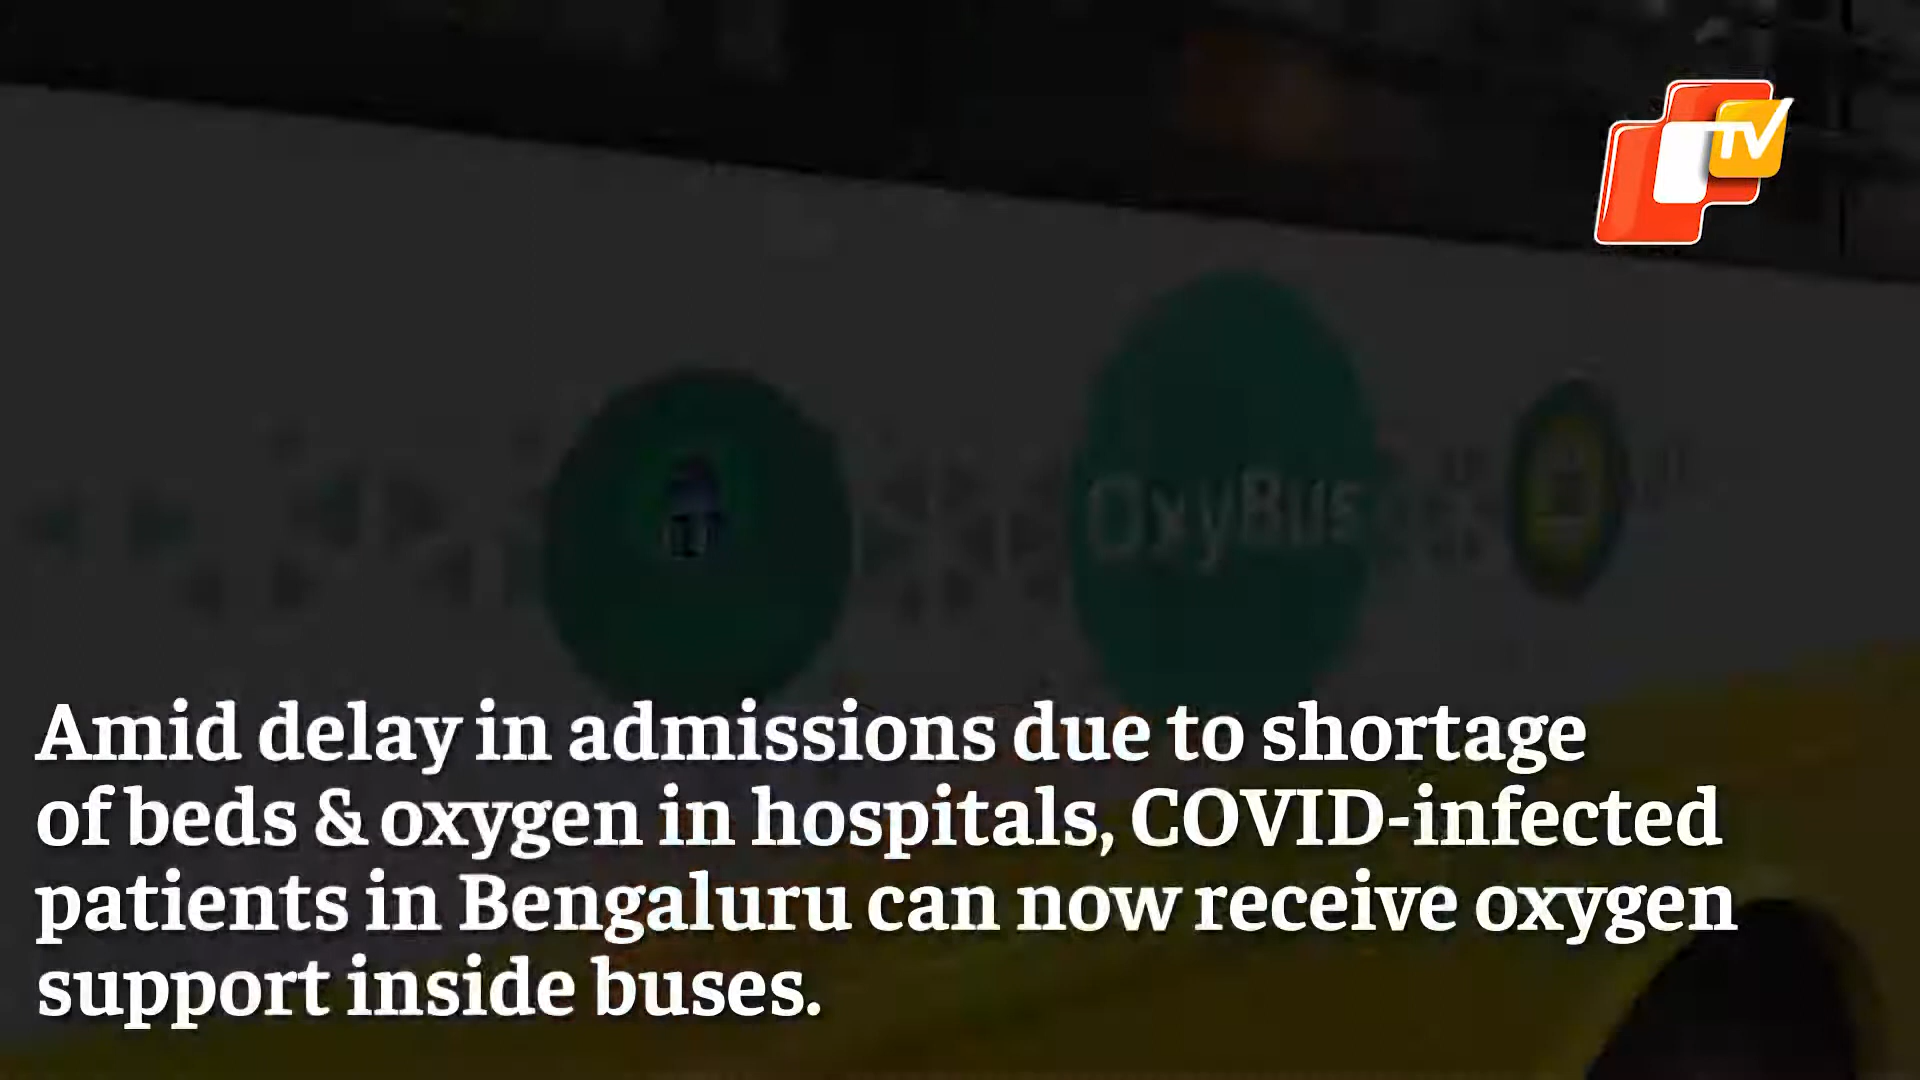 TV
OxyBus
Amid delay in admissions due to shortage
of beds & oxygen in hospitals, COVID-infected
patients in Bengaluru can now receive oxygen
support inside buses.